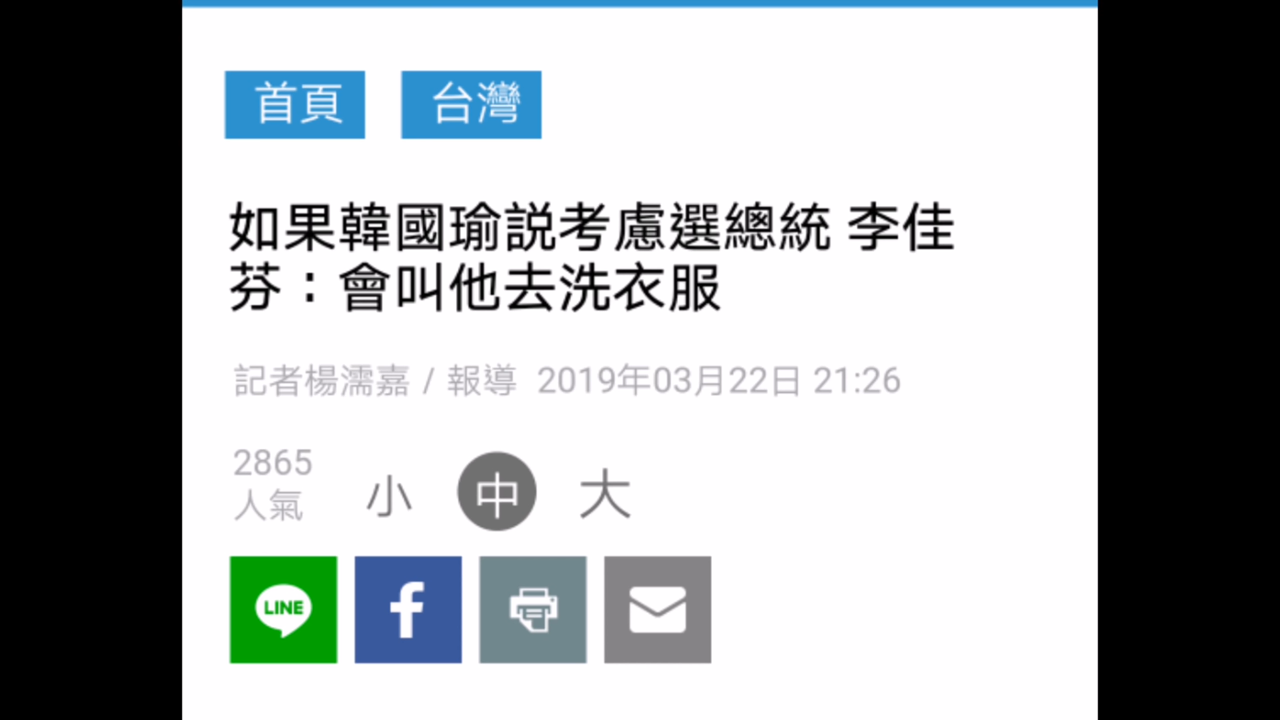 首頁 台灣
如果韓國瑜說考慮選總統 李佳
芬：會叫他去洗衣服
記者楊濡嘉 / 報導 2019年03月22日 21:26
2865
人氣 小 中 大
LINE f